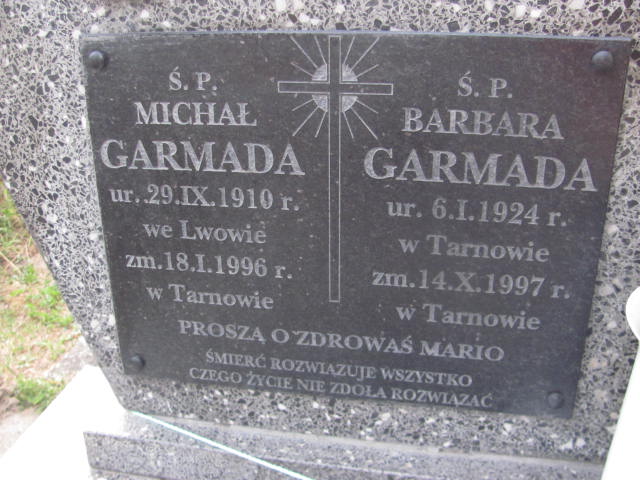 Ś. P.
MICHAŁ
GARMADA
ur. 29.IX.1910 r.
we Lwowie
zm.18.I.1996 r.
w Tarnowie
Ś. P.
BARBARA
GARMADA
ur. 6.I.1924 r.
w Tarnowie
zm.14.X.1997 r.
w Tarnowie
PROSZĄ O ZDROWAŚ MARIO
ŚMIERĆ ROZWIĄZUJE WSZYSTKO
CZEGO ŻYCIE NIE ZDOŁA ROZWIĄZAĆ